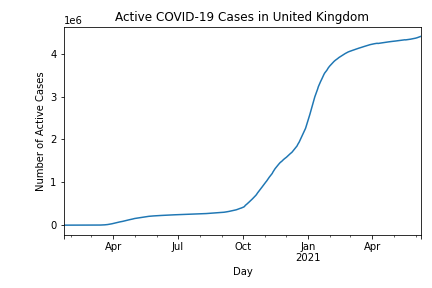 Active COVID-19 Cases in United Kingdom
1e6
4
3
2
1
0
Number of Active Cases
Apr Jul Oct Jan Apr
2021
Day